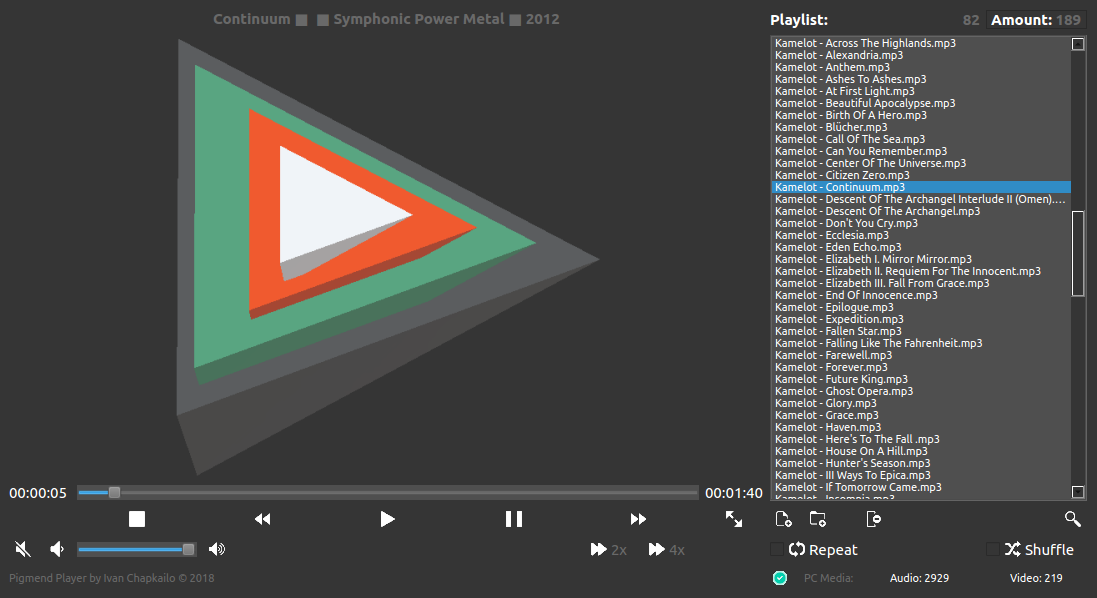 Continuum ■ ■ Symphonic Power Metal ■ 2012
Playlist: 82 Amount: 189
Kamelot - Across The Highlands.mp3
Kamelot - Alexandria.mp3
Kamelot - Anthem.mp3
Kamelot - Ashes To Ashes.mp3
Kamelot - At First Light.mp3
Kamelot - Beautiful Apocalypse.mp3
Kamelot - Birth Of A Hero.mp3
Kamelot - Blücher.mp3
Kamelot - Call Of The Sea.mp3
Kamelot - Can You Remember.mp3
Kamelot - Center Of The Universe.mp3
Kamelot - Citizen Zero.mp3
Kamelot - Continuum.mp3
Kamelot - Descent Of The Archangel Interlude II (Omen)....
Kamelot - Descent Of The Archangel.mp3
Kamelot - Don't You Cry.mp3
Kamelot - Ecclesia.mp3
Kamelot - Eden Echo.mp3
Kamelot - Elizabeth I. Mirror Mirror.mp3
Kamelot - Elizabeth II. Requiem For The Innocent.mp3
Kamelot - Elizabeth III. Fall From Grace.mp3
Kamelot - End Of Innocence.mp3
Kamelot - Epilogue.mp3
Kamelot - Expedition.mp3
Kamelot - Fallen Star.mp3
Kamelot - Falling Like The Fahrenheit.mp3
Kamelot - Farewell.mp3
Kamelot - Forever.mp3
Kamelot - Future King.mp3
Kamelot - Ghost Opera.mp3
Kamelot - Glory.mp3
Kamelot - Grace.mp3
Kamelot - Haven.mp3
Kamelot - Here's To The Fall .mp3
Kamelot - House On A Hill.mp3
Kamelot - Hunter's Season.mp3
Kamelot - III Ways To Epica.mp3
Kamelot - If Tomorrow Came.mp3
Kamelot - Insomnia.mp3
00:00:05 00:01:40
2x 4x Repeat Shuffle
Pigmend Player by Ivan Chapkailo © 2018 PC Media: Audio: 2929 Video: 219